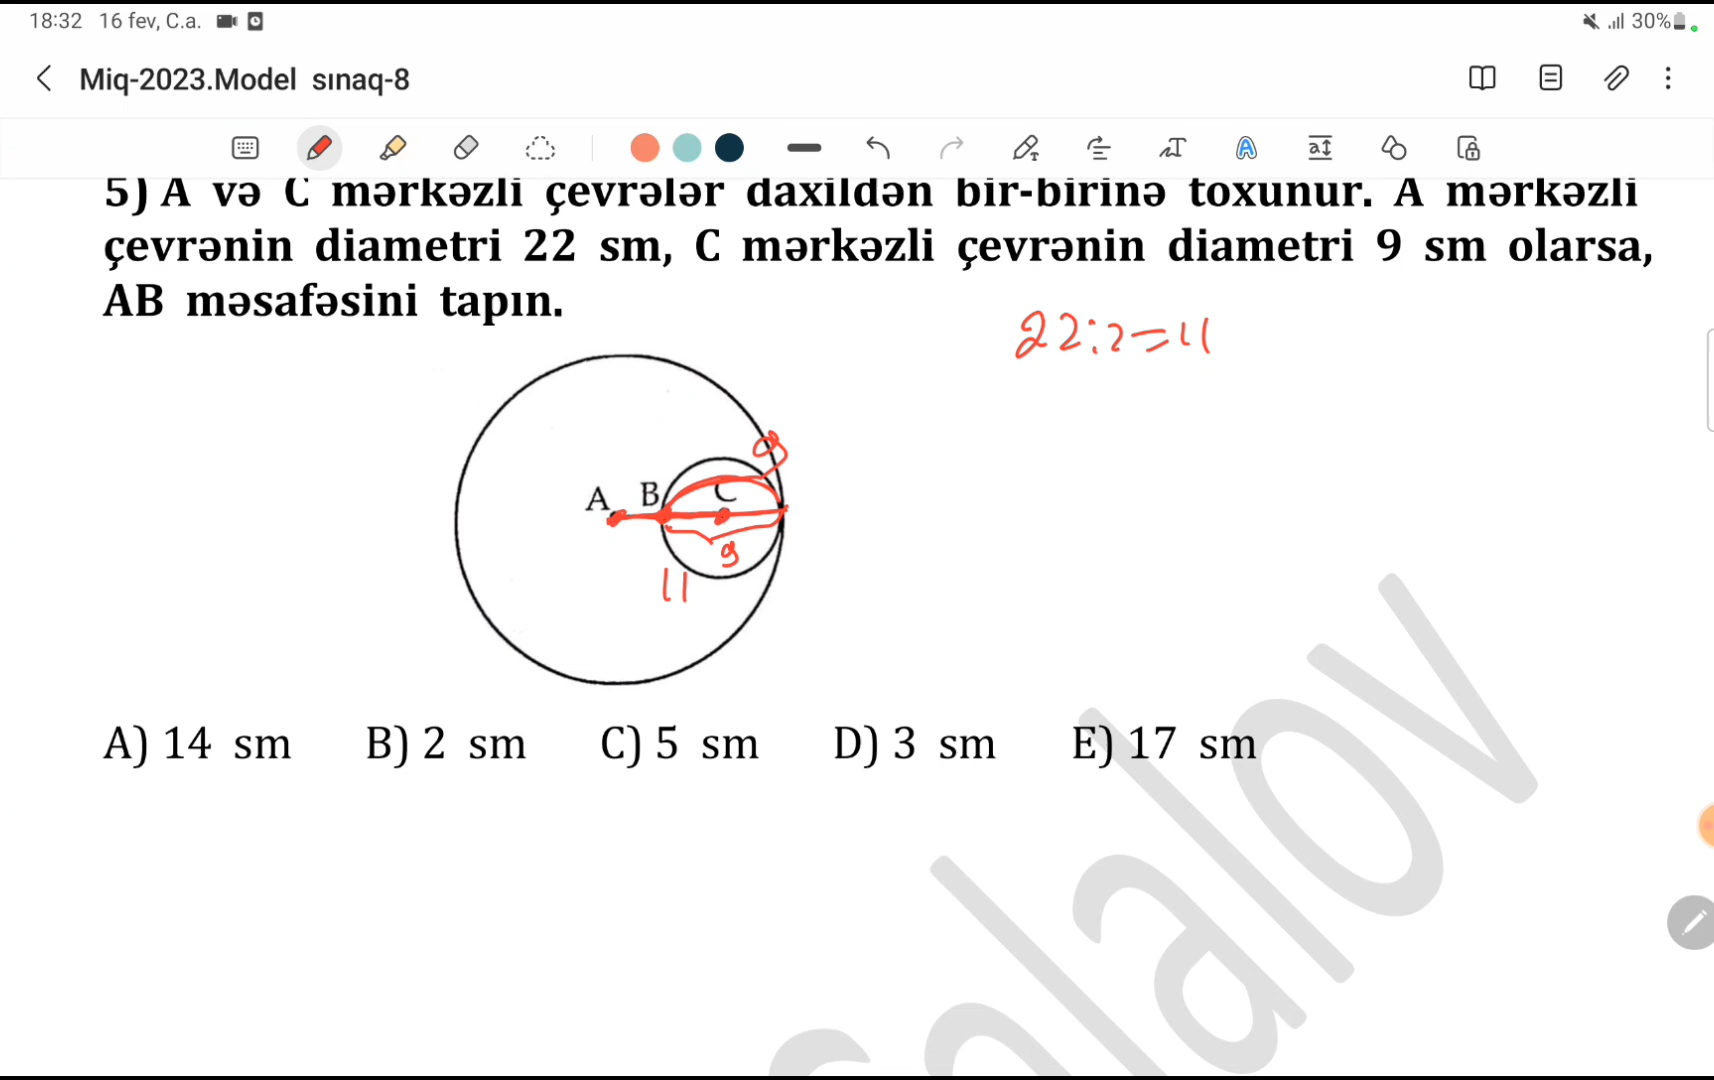 18:32 16 fev, C.a.
30%
Miq-2023.Model sınaq-8
5) A və C mərkəzli çevrələr daxildən bir-birinə toxunur. A mərkəzli
çevrənin diametri 22 sm, C mərkəzli çevrənin diametri 9 sm olarsa,
AB məsafəsini tapın.
22:2=11
9
A B C
9
11
A) 14 sm B) 2 sm C) 5 sm D) 3 sm E) 17 sm